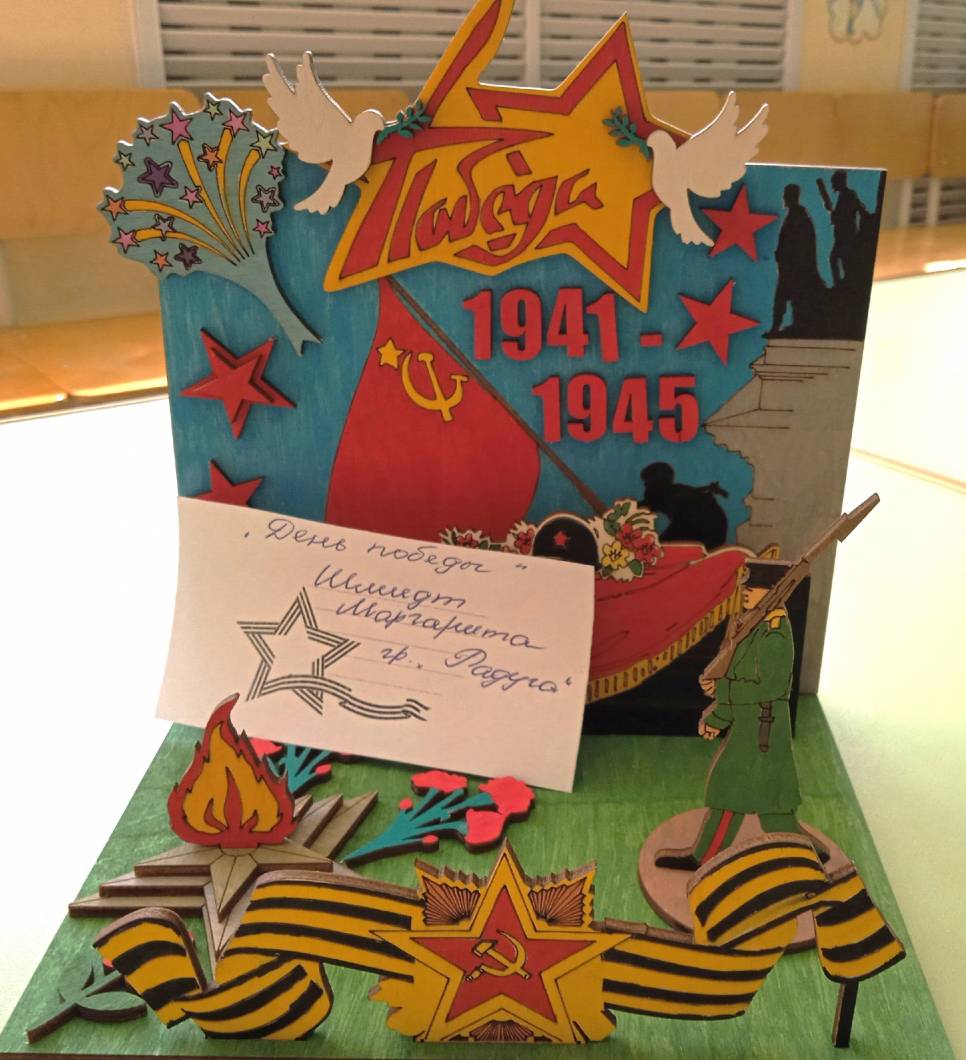 Победа
1941-
1945
"День победы"
Шмидт
Маргарита
гр. "Радуга"